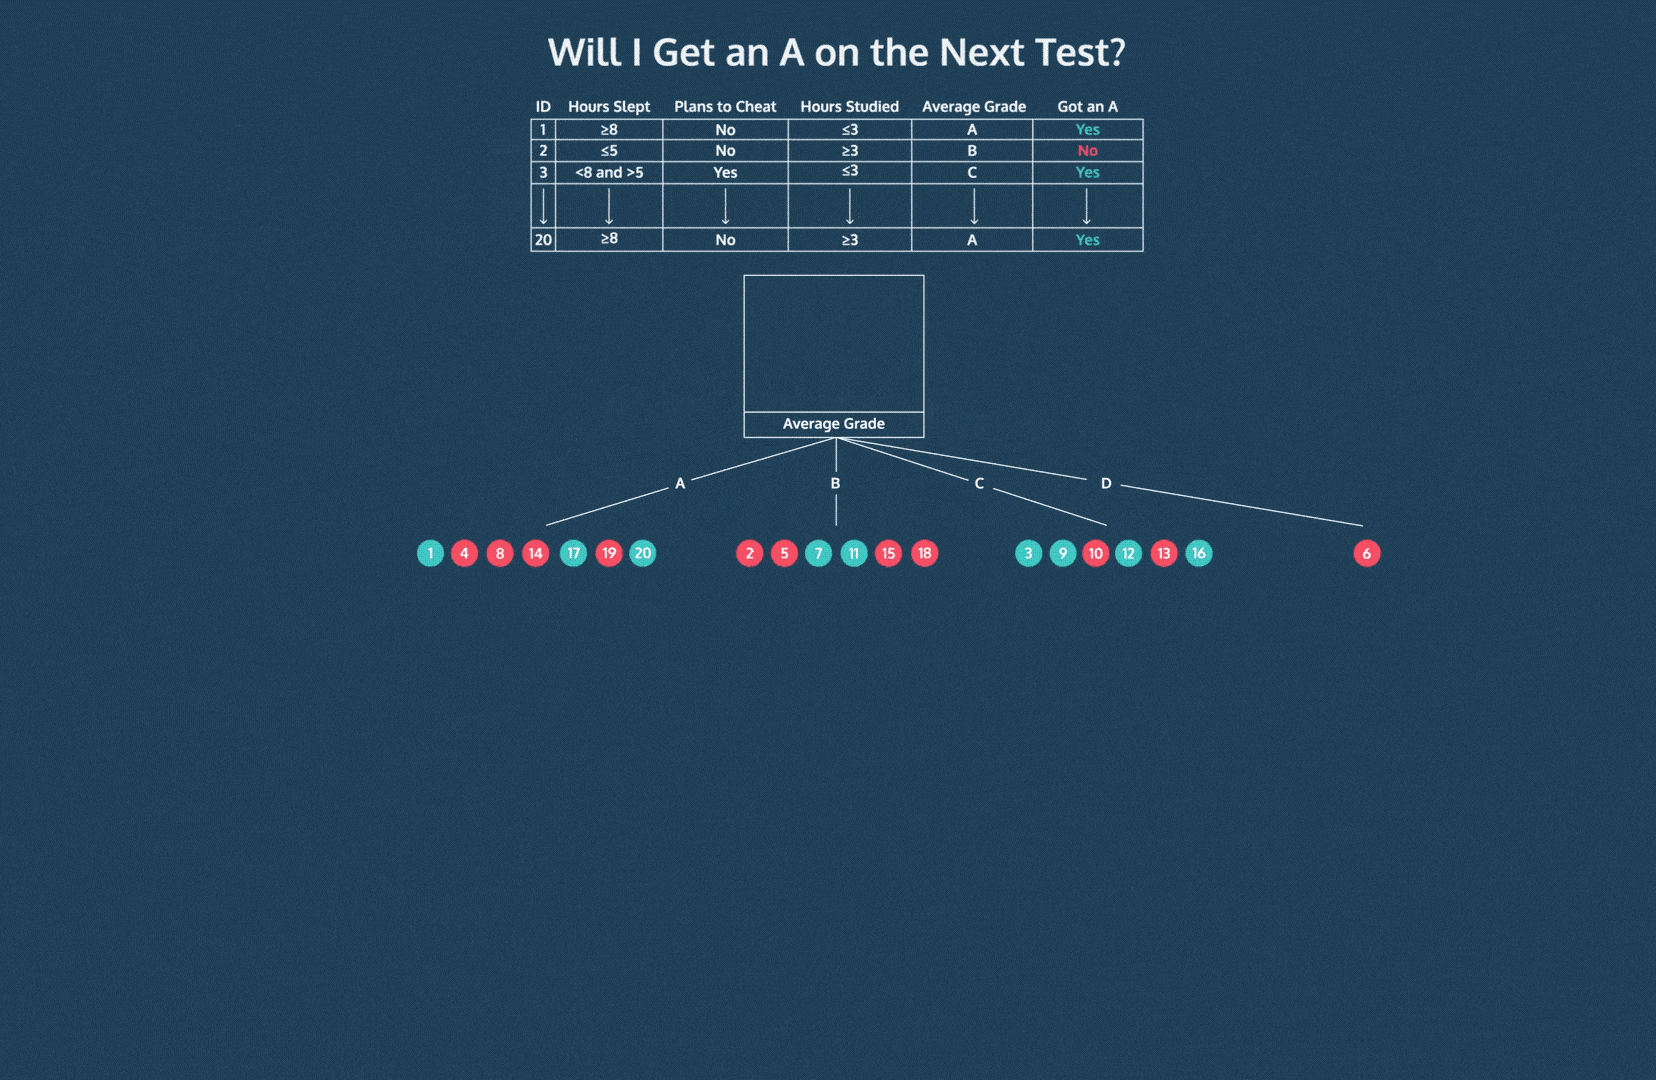 Will I Get an A on the Next Test?
ID Hours Slept Plans to Cheat Hours Studied Average Grade Got an A
1 ≥8 No ≤3 A Yes
2 ≤5 No ≥3 B No
3 <8 and >5 Yes ≤3 C Yes
20 ≥8 No ≥3 A Yes
Average Grade
A B C D
1 4 8 14 17 19 20 2 5 7 11 15 18 3 9 10 12 13 16 6